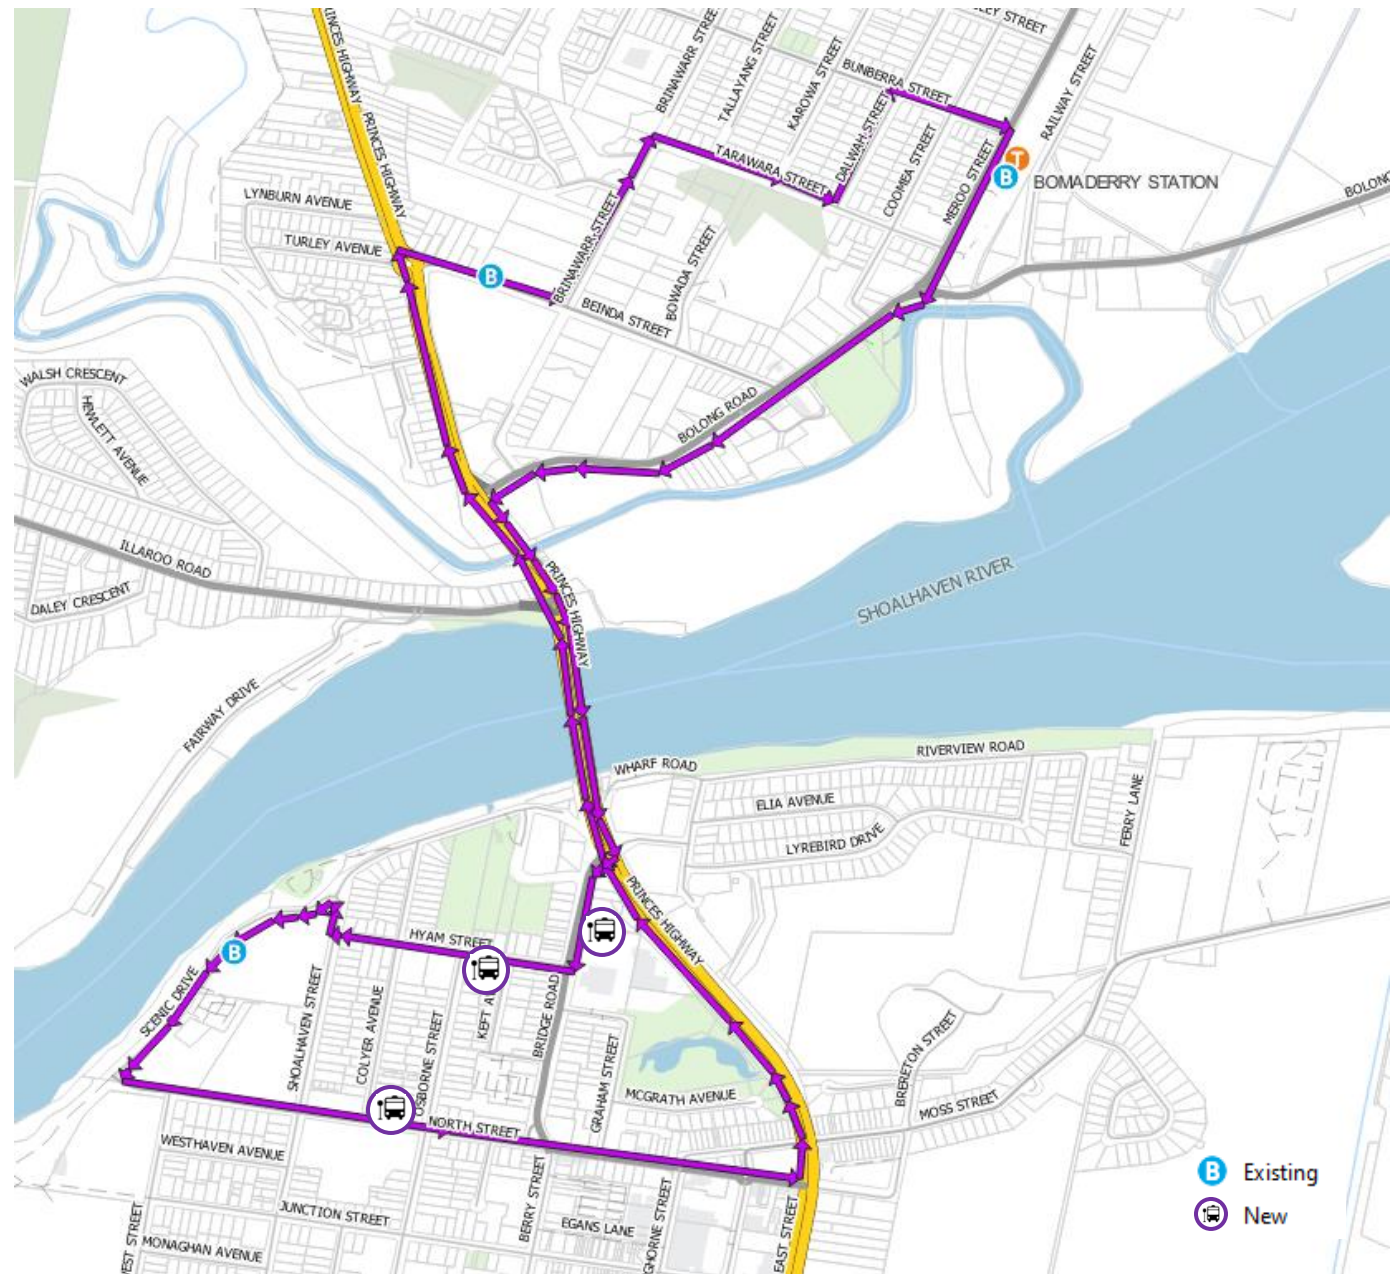 PRINCES HIGHWAY
PRINCES HIGHWAY
BRINAWARR STREET
TALLAYANG STREET
KAROWA STREET
BUNBERRA STREET
RAILWAY STREET
DALWAH STREET
COOMEA STREET
MEROO STREET
T
B
BOMADERRY STATION
BOLONG
TARAWARA STREET
LYNBURN AVENUE
TURLEY AVENUE
B
BRINAWARR STREET
BOWADA STREET
BEINDA STREET
WALSH CRESCENT
HEWLETT AVENUE
BOLONG ROAD
ILLAROO ROAD
DALEY CRESCENT
PRINCES HIGHWAY
SHOALHAVEN RIVER
FAIRWAY DRIVE
WHARF ROAD
RIVERVIEW ROAD
ELIA AVENUE
LYREBIRD DRIVE
FERRY LANE
PRINCES HIGHWAY
HYAM STREET
B
SCENIC DRIVE
SHOALHAVEN STREET
COLYER AVENUE
OSBORNE STREET
KEFT A
BRIDGE ROAD
GRAHAM STREET
MCGRATH AVENUE
BRERETON STREET
MOSS STREET
NORTH STREET
WESTHAVEN AVENUE
JUNCTION STREET
MONAGHAN AVENUE
BERRY STREET
EGANS LANE
EAST STREET
B Existing
New